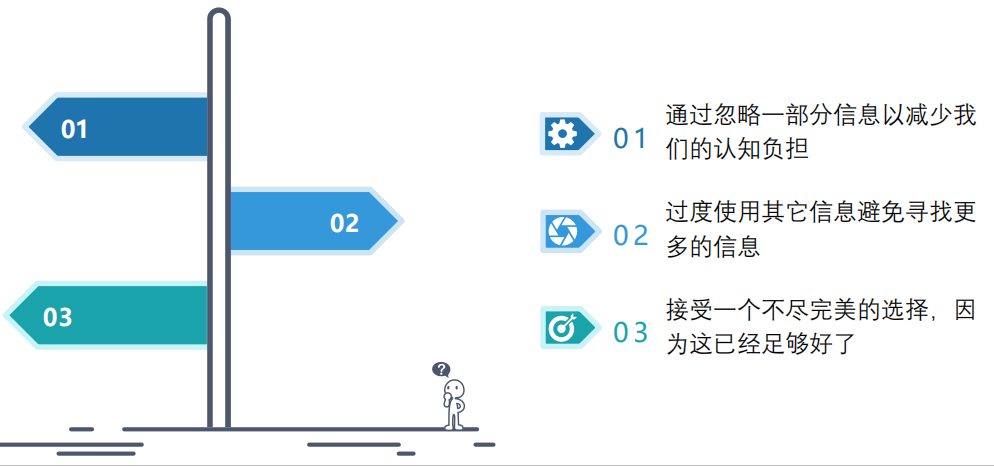 01
02
03
?
01
通过忽略一部分信息以减少我
们的认知负担
02
过度使用其它信息避免寻找更
多的信息
03
接受一个不尽完美的选择，因
为这已经足够好了